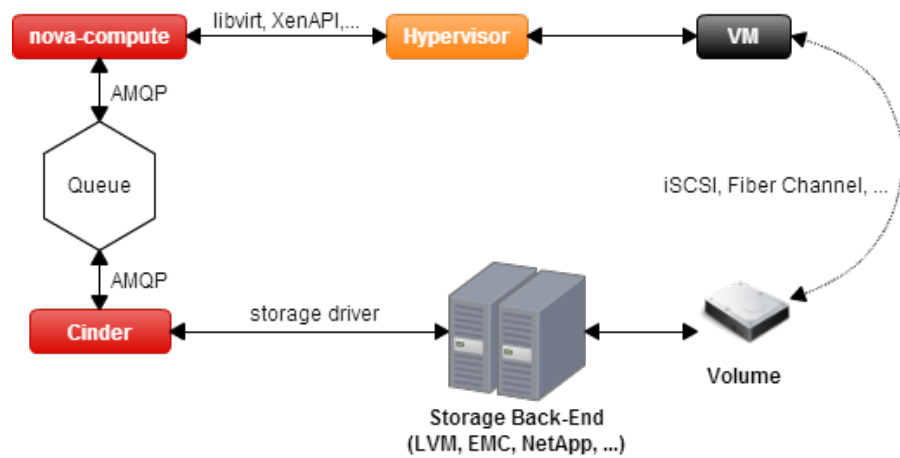 libvirt, XenAPI,...
nova-compute
Hypervisor
VM
AMQP
Queue
iSCSI, Fiber Channel, ...
AMQP
storage driver
Cinder
Volume
Storage Back-End
(LVM, EMC, NetApp, ...)